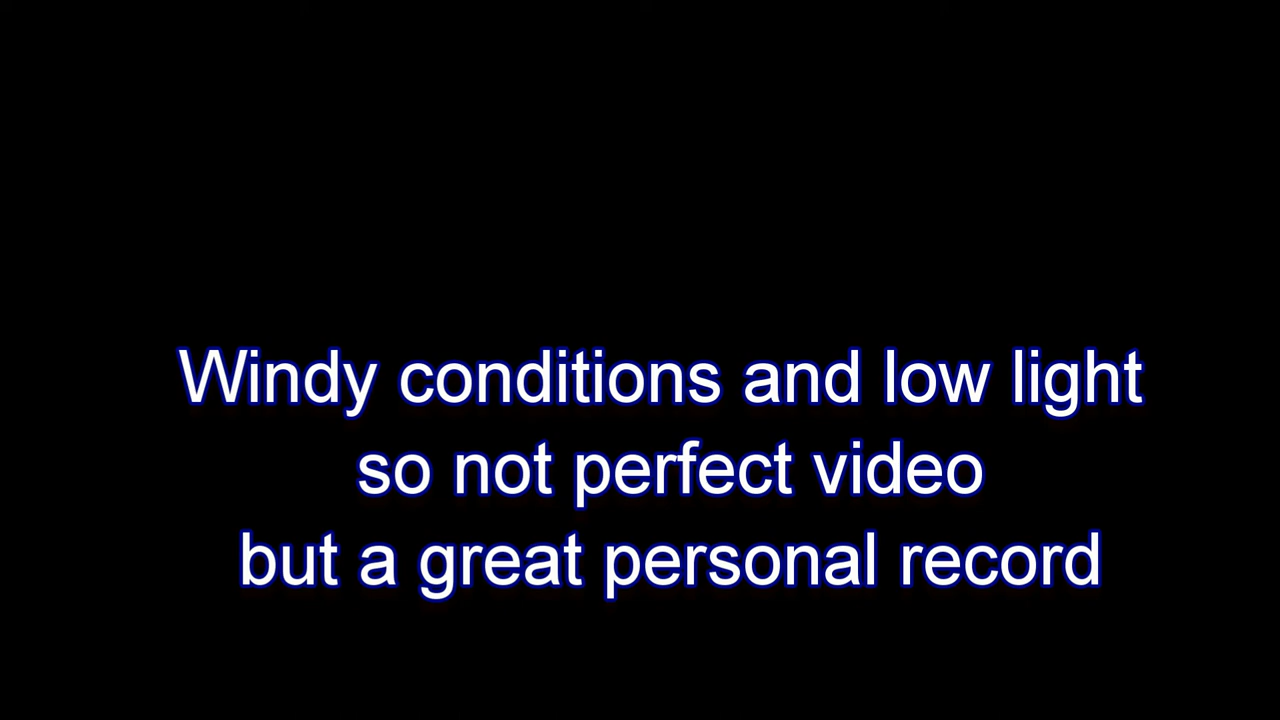 Windy conditions and low light
so not perfect video
but a great personal record